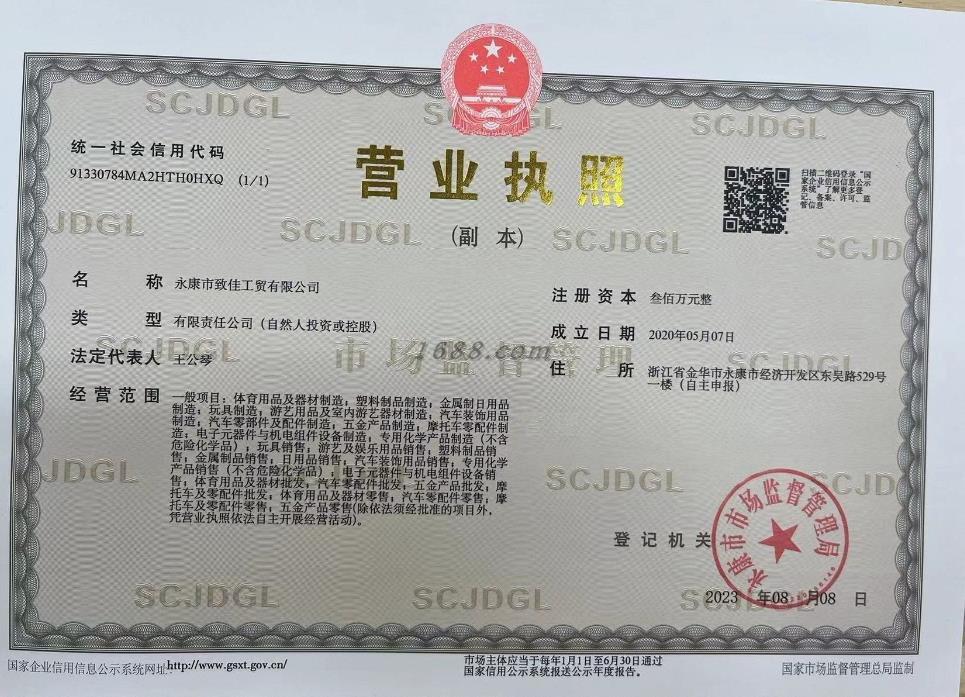 统一社会信用代码
91330784MA2HTH0HXQ (1/1)
营业执照
(副 本)
扫描二维码登录“国
家企业信用信息公示
系统”了解更多登
记、备案、许可、监
管信息
名 称 永康市致佳工贸有限公司
类 型 有限责任公司（自然人投资或控股）
法定代表人 王公琴
经营范围 一般项目：体育用品及器材制造；塑料制品制造；金属制日用品
制造；玩具制造；游艺用品及室内游艺器材制造；汽车装饰用品
制造；汽车零部件及配件制造；五金产品制造；摩托车零配件制
造；电子元器件与机电组件设备制造；专用化学产品制造（不含
危险化学品）；玩具销售；游艺及娱乐用品销售；塑料制品销
售；金属制品销售；日用品销售；汽车装饰用品销售；专用化学
产品销售（不含危险化学品）；电子元器件与机电组件设备销
售；体育用品及器材批发；汽车零配件批发；五金产品批发；摩
托车及零配件批发；体育用品及器材零售；汽车零配件零售；摩
托车及零配件零售；五金产品零售(除依法须经批准的项目外，
凭营业执照依法自主开展经营活动)。
注册资本 叁佰万元整
成立日期 2020年05月07日
住 所 浙江省金华市永康市经济开发区东吴路529号
一楼（自主申报）
市场监督管理
1688.com
SCJDGL
登记机关
永康市市场监督管理局
2023 年08 月08 日
国家企业信用信息公示系统网址：http://www.gsxt.gov.cn/
市场主体应当于每年1月1日至6月30日通过
国家信用公示系统报送公示年度报告。
国家市场监督管理总局监制